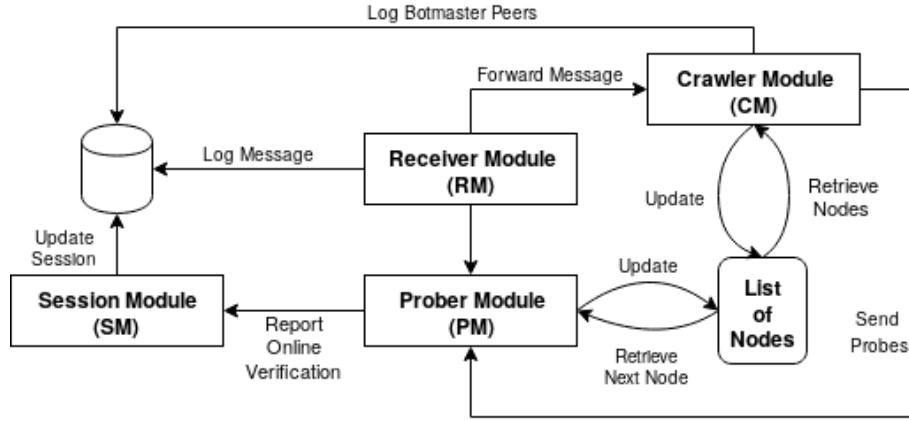 Log Botmaster Peers
Forward Message
Crawler Module
(CM)
Log Message
Receiver Module
(RM)
Update
Retrieve
Nodes
Update
Session
Session Module
(SM)
Report
Online
Verification
Prober Module
(PM)
Update
Retrieve
Next Node
List
of
Nodes
Send
Probes